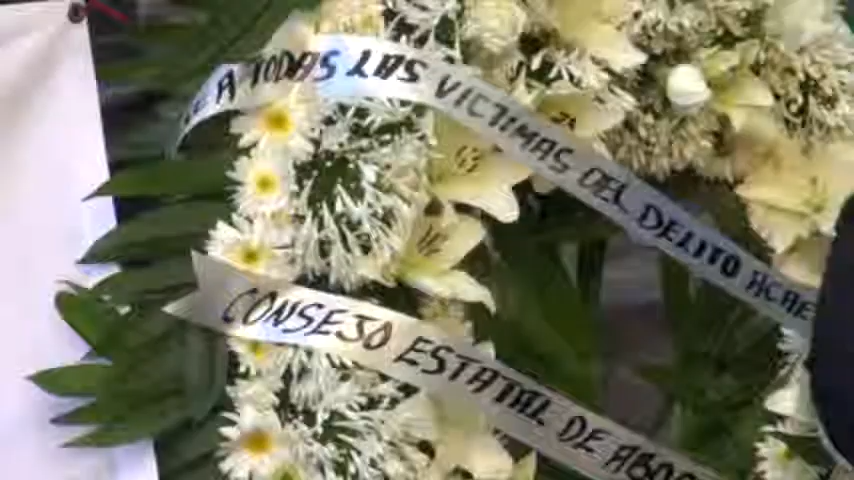 A TODAS LAS VICTIMAS DEL DELITO
CONSEJO ESTATAL DE